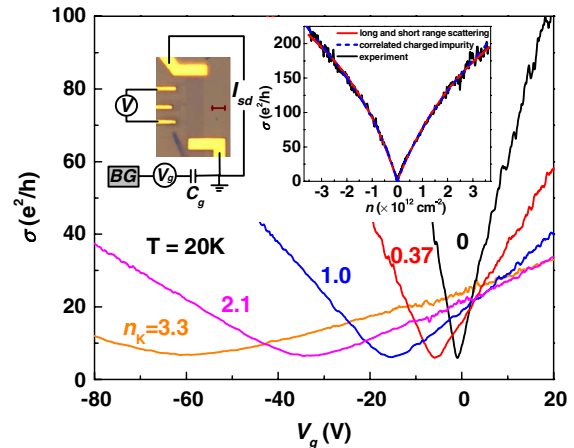 100
80
60
40
20
0
σ (e²/h)
-80
-60
-40
-20
0
20
V_g (V)
T = 20K
n_K=3.3
2.1
1.0
0.37
0
V
I_sd
BG
V_g
C_g
long and short range scattering
correlated charged impurity
experiment
200
150
100
50
0
σ (e²/h)
-3
-2
-1
0
1
2
3
n (× 10¹² cm⁻²)